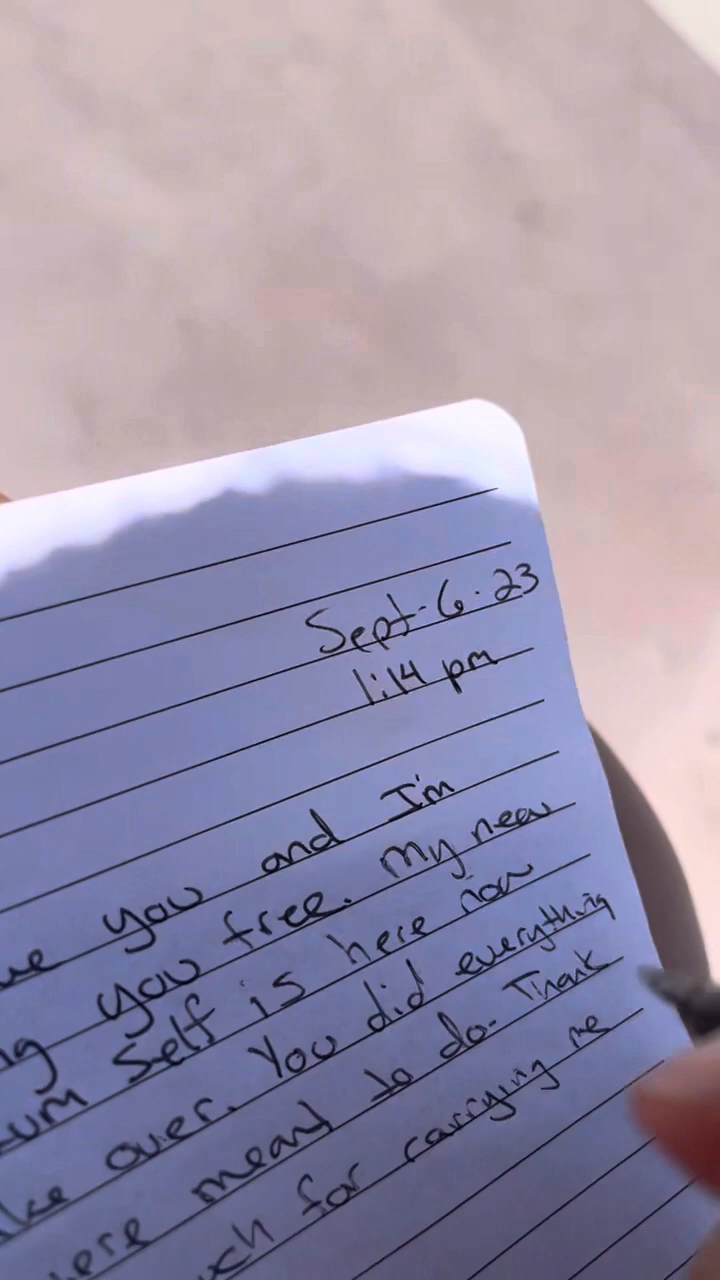 Sept. 6. 23
1:14 pm
you and I'm
you free. My new
Self is here now
over. You did everything
meant to do. Thank
for carrying me